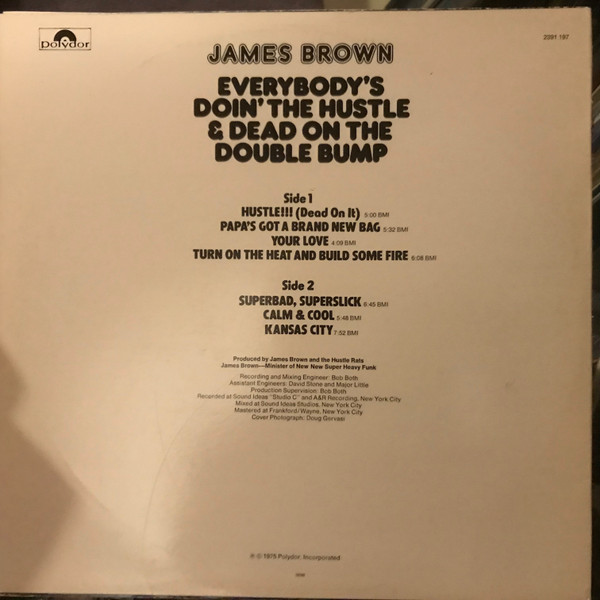 polydor
2391 197
JAMES BROWN
EVERYBODY'S
DOIN' THE HUSTLE
& DEAD ON THE
DOUBLE BUMP
Side 1
HUSTLE!!! (Dead On It) 5:00 BMI
PAPA'S GOT A BRAND NEW BAG 5:32 BMI
YOUR LOVE 4:09 BMI
TURN ON THE HEAT AND BUILD SOME FIRE 6:08 BMI
Side 2
SUPERBAD, SUPERSLICK 6:45 BMI
CALM & COOL 5:48 BMI
KANSAS CITY 7:52 BMI
Produced by James Brown and the Hustle Rats
James Brown—Minister of New New Super Heavy Funk
Recording and Mixing Engineer: Bob Both
Assistant Engineers: David Stone and Major Little
Production Supervision: Bob Both
Recorded at Sound Ideas "Studio C" and A&R Recording, New York City
Mixed at Sound Ideas Studios, New York City
Mastered at Frankford/Wayne, New York City
Cover Photograph: Doug Gervasi
℗ © 1975 Polydor Incorporated